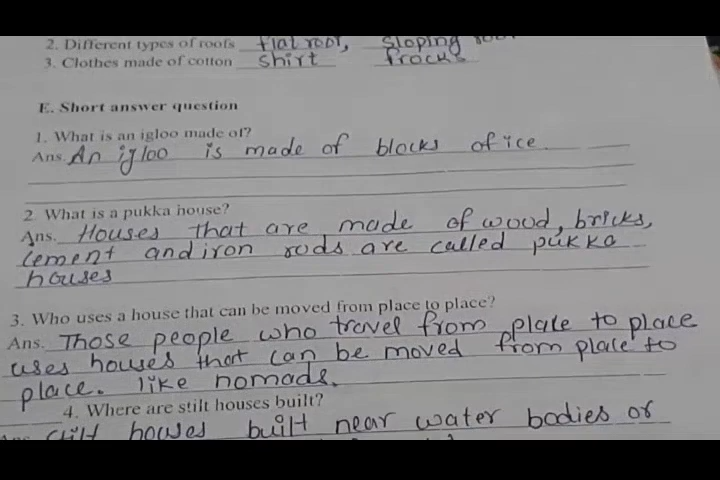 2. Different types of roofs flat roof, sloping roof
3. Clothes made of cotton shirt frocks
E. Short answer question
1. What is an igloo made of?
Ans. An igloo is made of blocks of ice.
2. What is a pukka house?
Ans. Houses that are made of wood, bricks,
cement and iron rods are called pukka
houses
3. Who uses a house that can be moved from place to place?
Ans. Those people who travel from place to place
uses houses that can be moved from place to
place. like nomads.
4. Where are stilt houses built?
Ans. stilt houses built near water bodies or